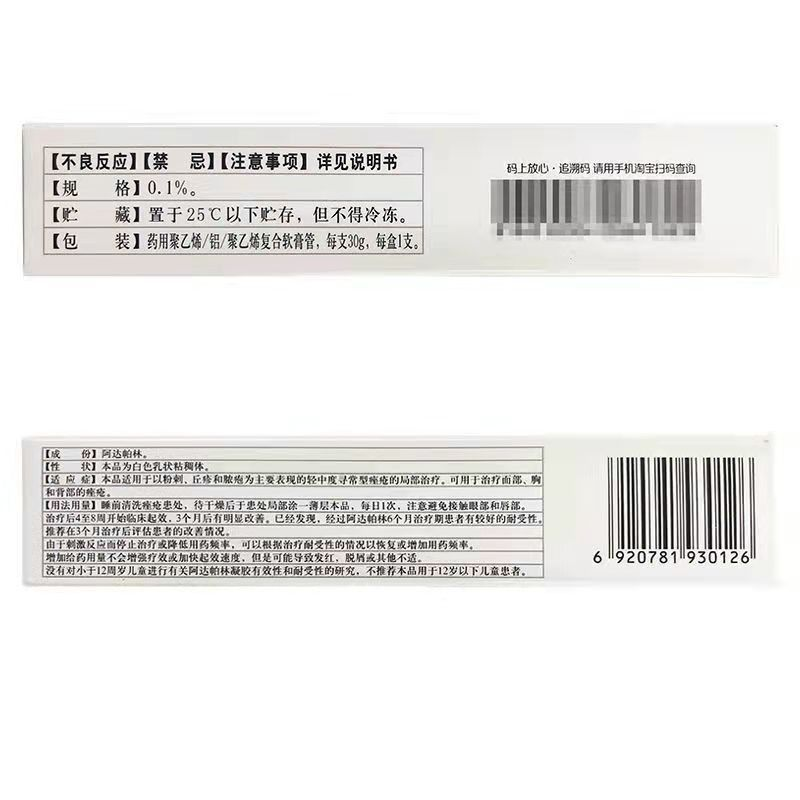 【不良反应】【禁 忌】【注意事项】详见说明书
【规 格】0.1%。
【贮 藏】置于25℃以下贮存，但不得冷冻。
【包 装】药用聚乙烯/铝/聚乙烯复合软膏管，每支30g，每盒1支。
码上放心·追溯码 请用手机淘宝扫码查询
【成 份】阿达帕林。
【性 状】本品为白色乳状粘稠体。
【适 应 症】本品适用于以粉刺、丘疹和脓疱为主要表现的轻中度寻常型痤疮的局部治疗。可用于治疗面部、胸
和背部的痤疮。
【用法用量】睡前清洗痤疮患处，待干燥后于患处局部涂一薄层本品，每日1次，注意避免接触眼部和唇部。
治疗后4至8周开始临床起效，3个月后有明显改善。已经发现，经过阿达帕林6个月治疗期患者有较好的耐受性。
推荐在3个月治疗后评估患者的改善情况。
由于刺激反应而停止治疗或降低用药频率，可以根据治疗耐受性的情况以恢复或增加用药频率。
增加给药用量不会增强疗效或加快起效速度，但是可能导致发红、脱屑或其他不适。
没有对小于12周岁儿童进行有关阿达帕林凝胶有效性和耐受性的研究，不推荐本品用于12岁以下儿童患者。
6 920781 930126